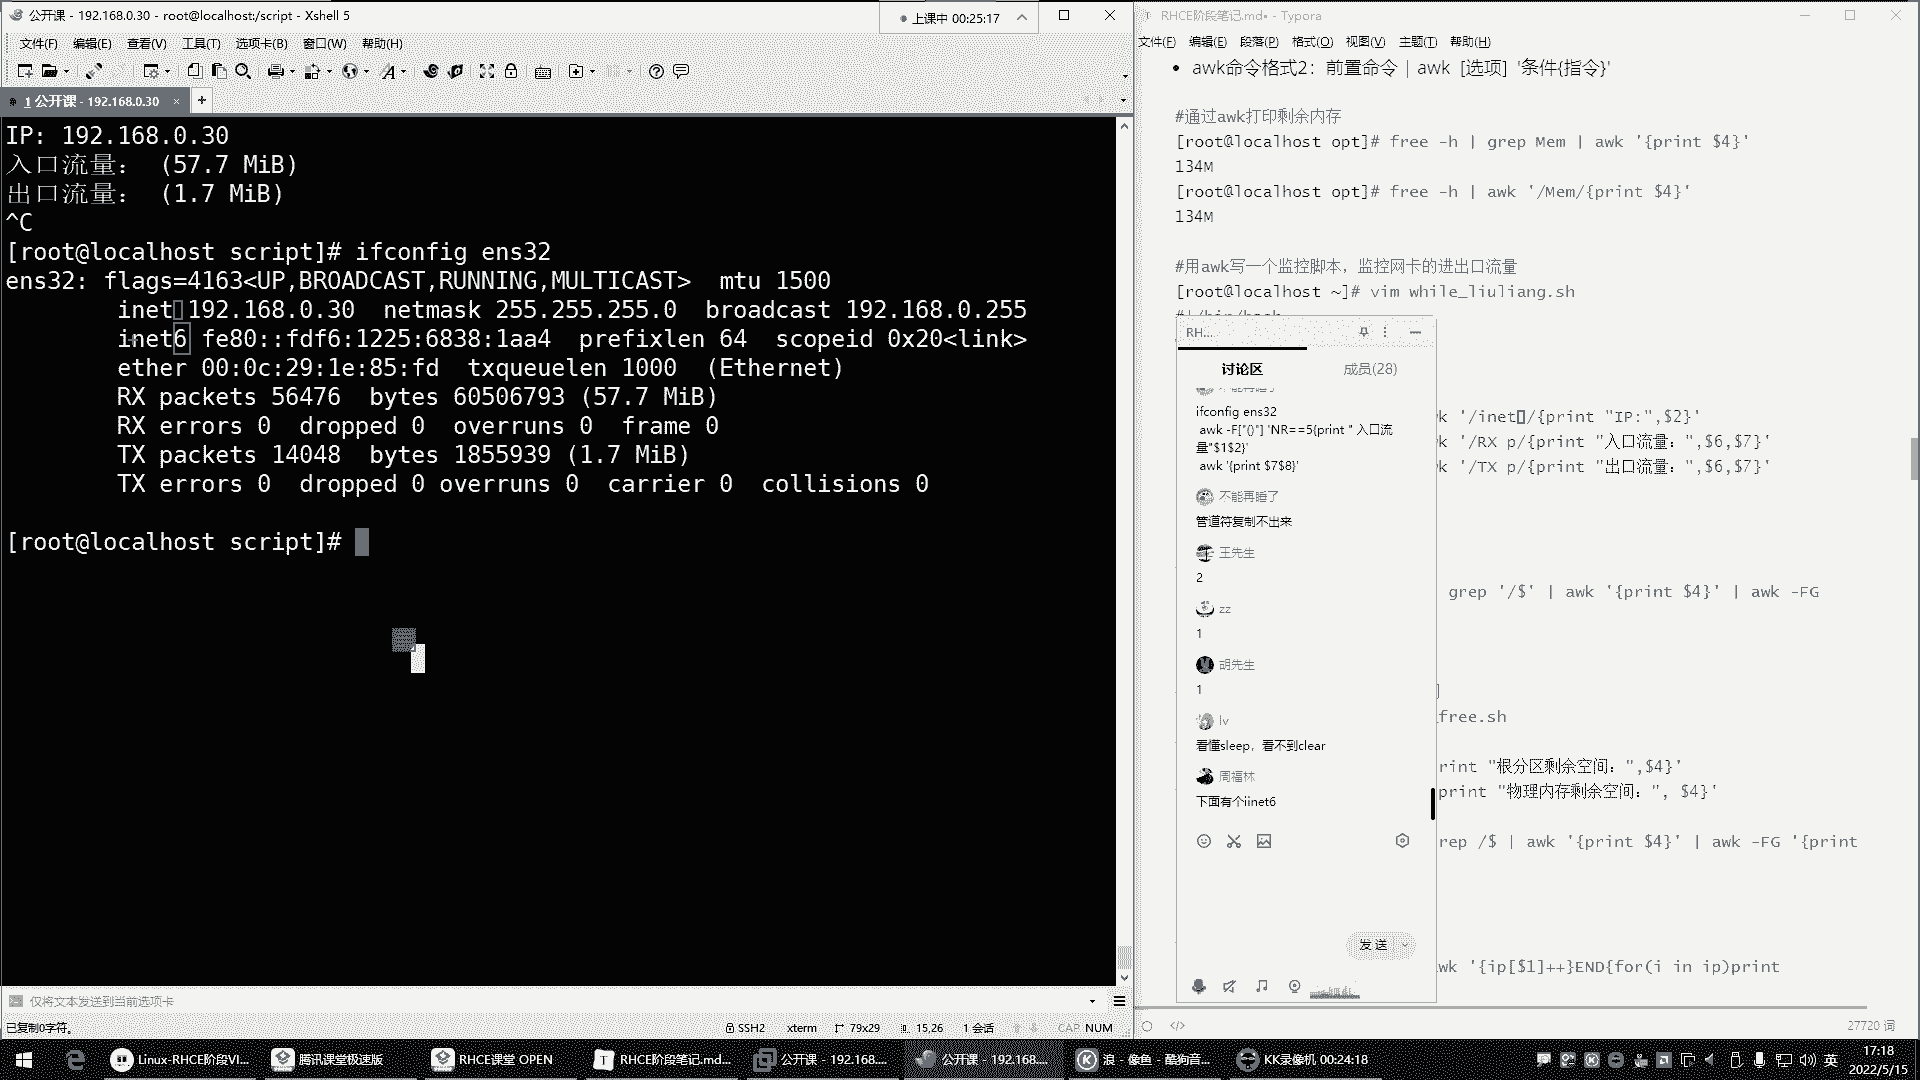 公开课 - 192.168.0.30 - root@localhost:/script - Xshell 5
上课中 00:25:17
文件(F) 编辑(E) 查看(V) 工具(T) 选项卡(B) 窗口(W) 帮助(H)
1 公开课 - 192.168.0.30
IP: 192.168.0.30
入口流量： (57.7 MiB)
出口流量： (1.7 MiB)
^C
[root@localhost script]# ifconfig ens32
ens32: flags=4163<UP,BROADCAST,RUNNING,MULTICAST>  mtu 1500
inet 192.168.0.30  netmask 255.255.255.0  broadcast 192.168.0.255
inet6 fe80::fdf6:1225:6838:1aa4  prefixlen 64  scopeid 0x20<link>
ether 00:0c:29:1e:85:fd  txqueuelen 1000  (Ethernet)
RX packets 56476  bytes 60506793 (57.7 MiB)
RX errors 0  dropped 0  overruns 0  frame 0
TX packets 14048  bytes 1855939 (1.7 MiB)
TX errors 0  dropped 0 overruns 0  carrier 0  collisions 0
[root@localhost script]#
仅将文本发送到当前选项卡
已复制0字符。
SSH2 xterm 79x29 15,26 1 会话 CAP NUM
RHCE阶段笔记.md• - Typora
文件(F) 编辑(E) 段落(P) 格式(O) 视图(V) 主题(T) 帮助(H)
• awk命令格式2：前置命令 | awk [选项] '条件{指令}'
#通过awk打印剩余内存
[root@localhost opt]# free -h | grep Mem | awk '{print $4}'
134M
[root@localhost opt]# free -h | awk '/Mem/{print $4}'
134M
#用awk写一个监控脚本，监控网卡的进出口流量
[root@localhost ~]# vim while_liuliang.sh
'/inet /{print "IP:",$2}'
'/RX p/{print "入口流量：",$6,$7}'
'/TX p/{print "出口流量：",$6,$7}'
grep '/$' | awk '{print $4}' | awk -FG
free.sh
"根分区剩余空间：",$4}'
print "物理内存剩余空间：", $4}'
/$ | awk '{print $4}' | awk -FG '{print
'{ip[$1]++}END{for(i in ip)print
27720 词
RH...
讨论区 成员(28)
ifconfig ens32
awk -F["()"] 'NR==5{print " 入口流
量"$1$2}'
awk '{print $7$8}'
不能再睡了
管道符复制不出来
王先生
2
zz
1
胡先生
1
lv
看懂sleep，看不到clear
周福林
下面有个iinet6
发 送
Linux-RHCE阶段VI...
腾讯课堂极速版
RHCE课堂 OPEN
RHCE阶段笔记.md...
公开课 - 192.168....
公开课 - 192.168....
浪 - 像鱼 - 酷狗音...
KK录像机 00:24:18
英
17:18
2022/5/15